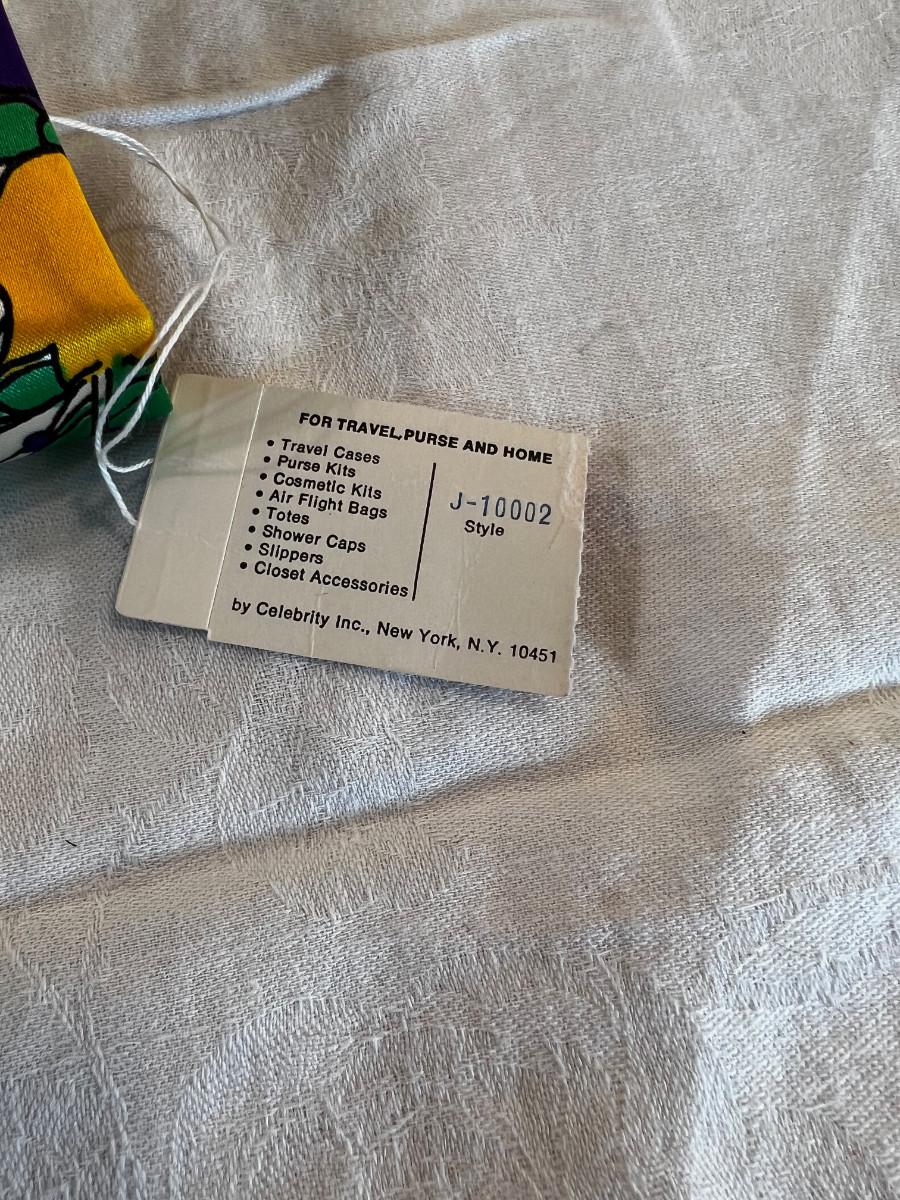 FOR TRAVEL,PURSE AND HOME
• Travel Cases
• Purse Kits
• Cosmetic Kits
• Air Flight Bags
• Totes
• Shower Caps
• Slippers
• Closet Accessories
J-10002
Style
by Celebrity Inc., New York, N.Y. 10451